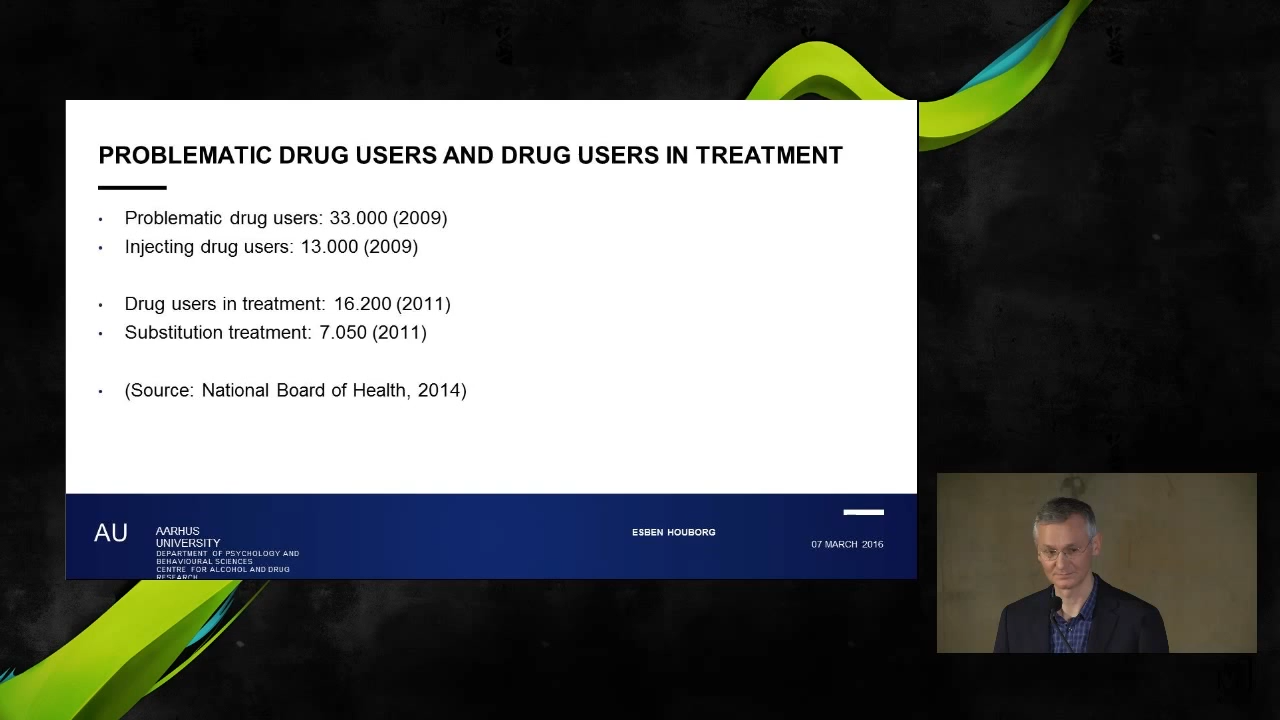 PROBLEMATIC DRUG USERS AND DRUG USERS IN TREATMENT
• Problematic drug users: 33.000 (2009)
• Injecting drug users: 13.000 (2009)
• Drug users in treatment: 16.200 (2011)
• Substitution treatment: 7.050 (2011)
• (Source: National Board of Health, 2014)
AU
AARHUS
UNIVERSITY
DEPARTMENT OF PSYCHOLOGY AND
BEHAVIOURAL SCIENCES
CENTRE FOR ALCOHOL AND DRUG
RESEARCH
ESBEN HOUBORG
07 MARCH 2016